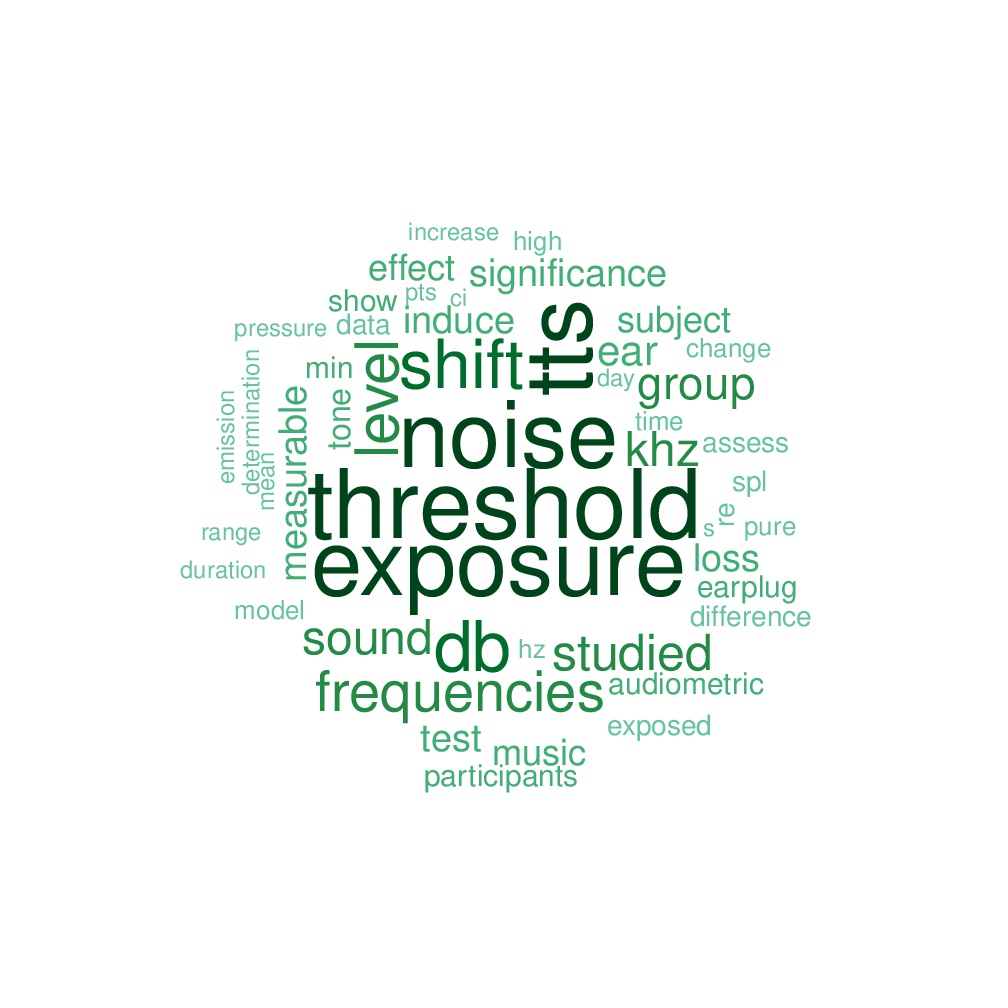 increase
high
effect
significance
show
pts
ci
tts
pressure
data
induce
subject
min
level
shift
ear
change
day
group
emission
determination
mean
measurable
tone
noise
time
khz
assess
threshold
spl
re
s
pure
range
exposure
loss
duration
earplug
model
difference
sound
db
hz
studied
frequencies
audiometric
exposed
test
music
participants